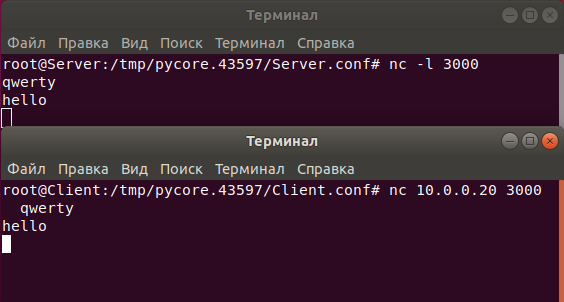 Терминал
Файл Правка Вид Поиск Терминал Справка
root@Server:/tmp/pycore.43597/Server.conf# nc -l 3000
qwerty
hello
Терминал
Файл Правка Вид Поиск Терминал Справка
root@Client:/tmp/pycore.43597/Client.conf# nc 10.0.0.20 3000
  qwerty
hello